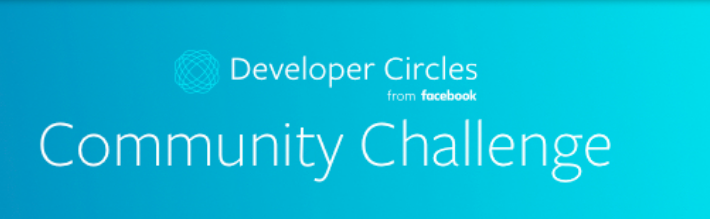 Developer Circles
from facebook
Community Challenge